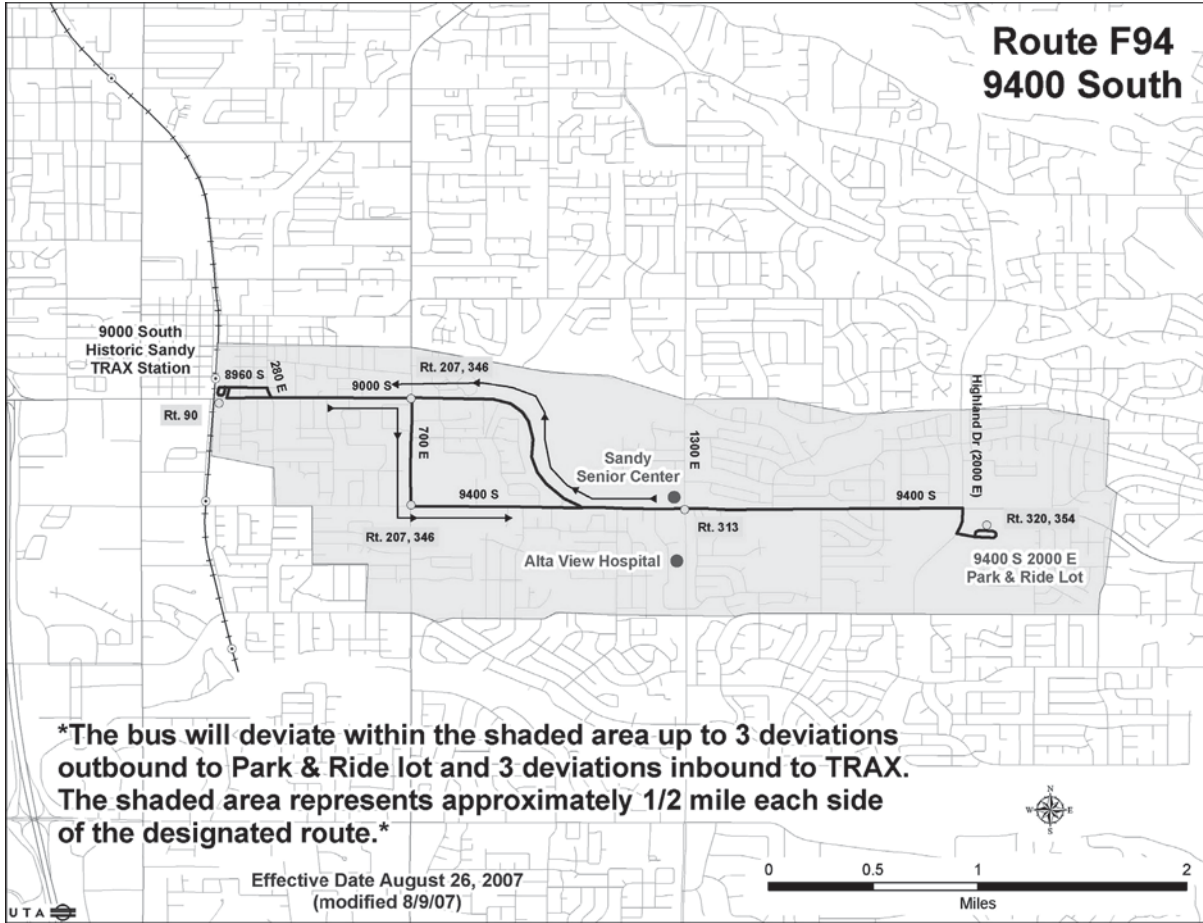 Route F94
9400 South
9000 South
Historic Sandy
TRAX Station
8960 S
280 E
9000 S
Rt. 207, 346
Rt. 90
700 E
Highland Dr (2000 E)
1300 E
Sandy
Senior Center
9400 S
9400 S
Rt. 207, 346
Rt. 313
Rt. 320, 354
Alta View Hospital
9400 S 2000 E
Park & Ride Lot
*The bus will deviate within the shaded area up to 3 deviations
outbound to Park & Ride lot and 3 deviations inbound to TRAX.
The shaded area represents approximately 1/2 mile each side
of the designated route.*
N
W E
S
Effective Date August 26, 2007
(modified 8/9/07)
0 0.5 1 2
Miles
UTA